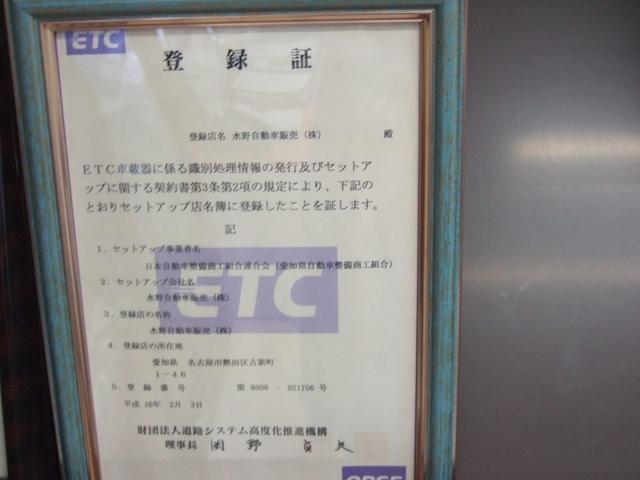 ETC
登録証
登録店名 水野自動車販売(株) 殿
ETC車載器に係る識別処理情報の発行及びセットア
ップに関する契約書第3条第2項の規定により、下記の
とおりセットアップ店名簿に登録したことを証します。
記
1. セットアップ事業者名
日本自動車整備商工組合連合会(愛知県自動車整備商工組合)
2. セットアップ会社名
水野自動車販売(株)
3. 登録店の名称
水野自動車販売(株)
ETC
4. 登録店の所在地
愛知県 名古屋市熱田区古新町
1-46
5. 登録番号 第 8008 - 021756 号
平成 16年 2月 3日
財団法人道路システム高度化推進機構
理事長 野